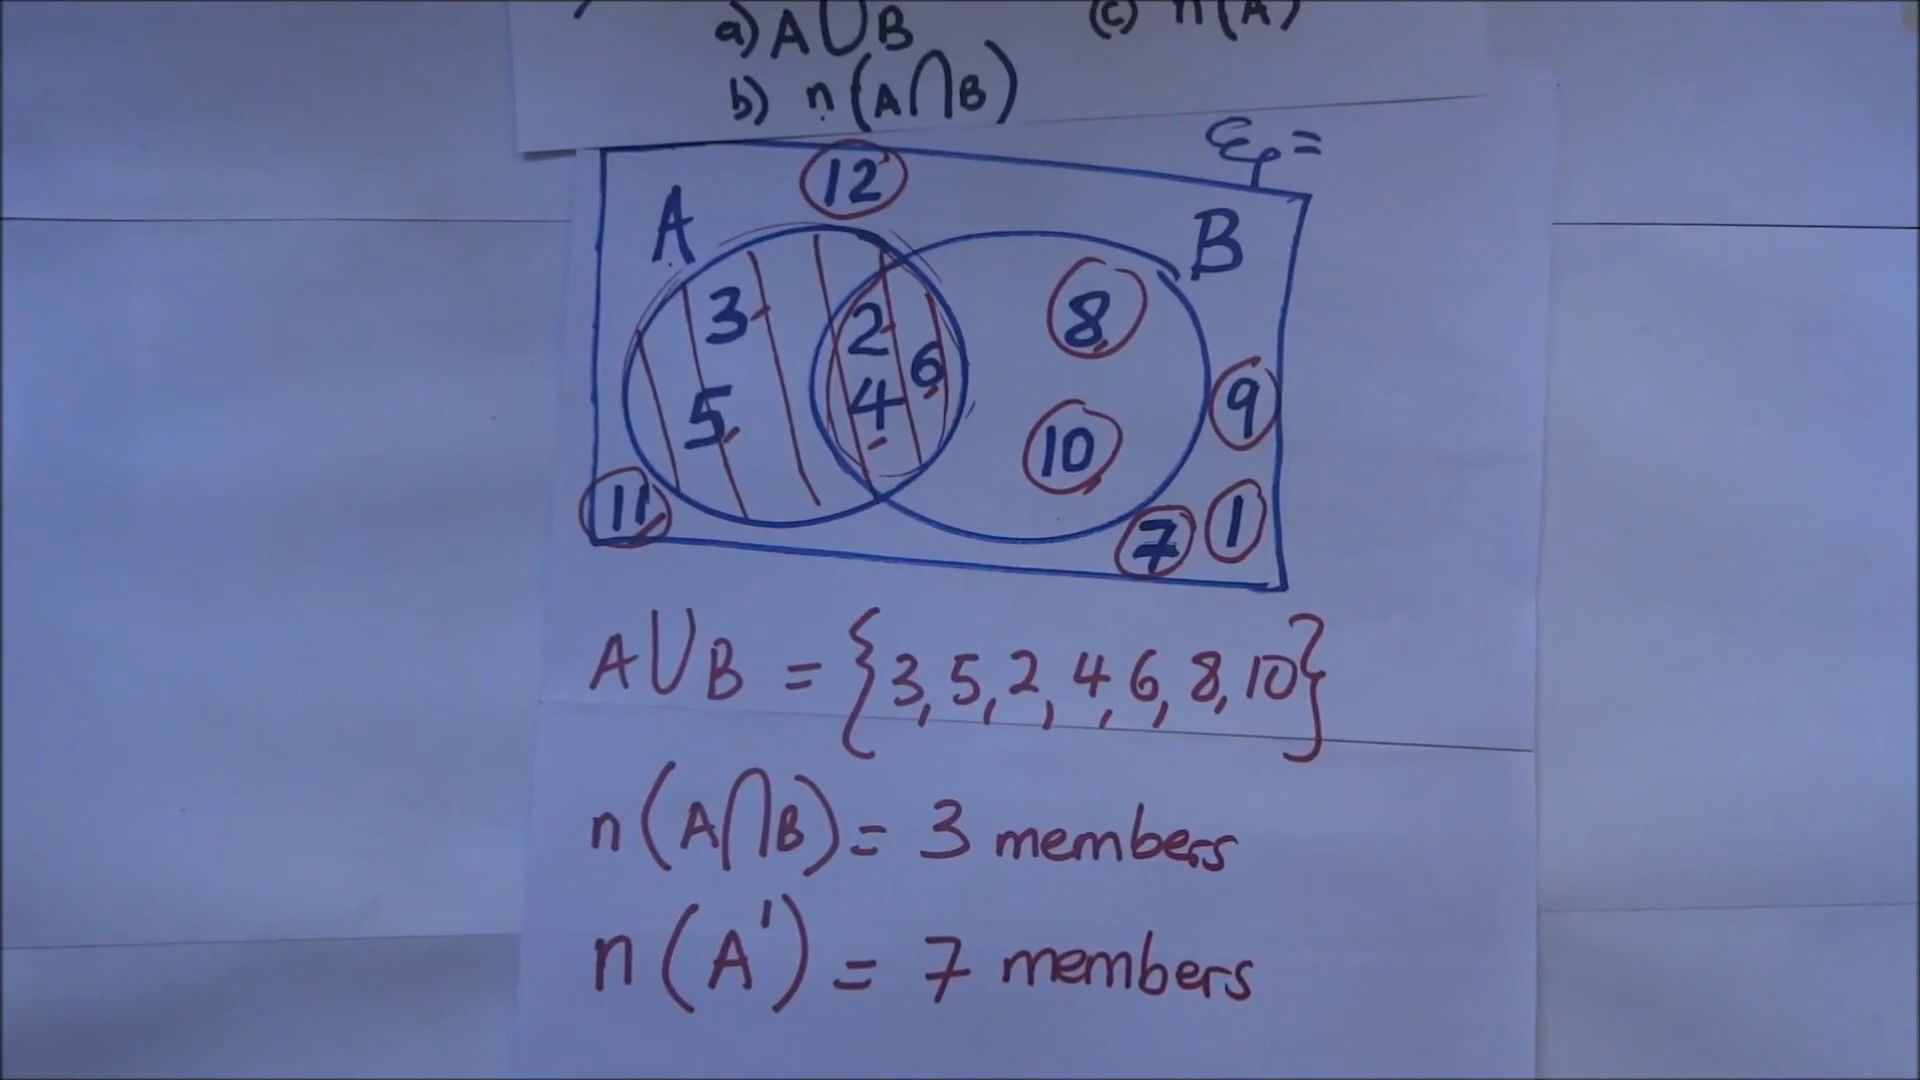 a) A∪B (c) n(A)
b) n(A∩B)
ℰ =
12
A B
3 2 8
6
5 4 9
10
11 7 1
A∪B = {3, 5, 2, 4, 6, 8, 10}
n(A∩B) = 3 members
n(A') = 7 members